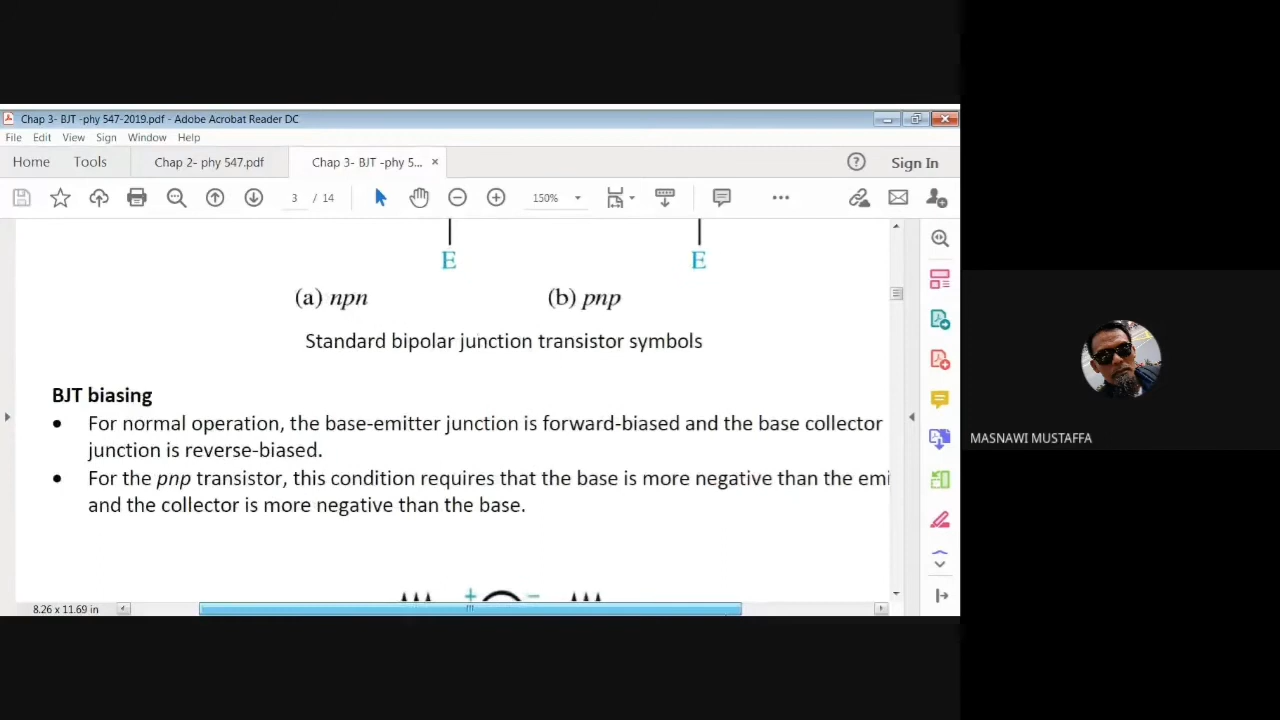 Chap 3- BJT -phy 547-2019.pdf - Adobe Acrobat Reader DC
File Edit View Sign Window Help
Home Tools Chap 2- phy 547.pdf Chap 3- BJT -phy 5... × Sign In
3 / 14 150%
E E
(a) npn (b) pnp
Standard bipolar junction transistor symbols
BJT biasing
• For normal operation, the base-emitter junction is forward-biased and the base collector
junction is reverse-biased.
• For the pnp transistor, this condition requires that the base is more negative than the emi
and the collector is more negative than the base.
+ −
8.26 x 11.69 in
MASNAWI MUSTAFFA